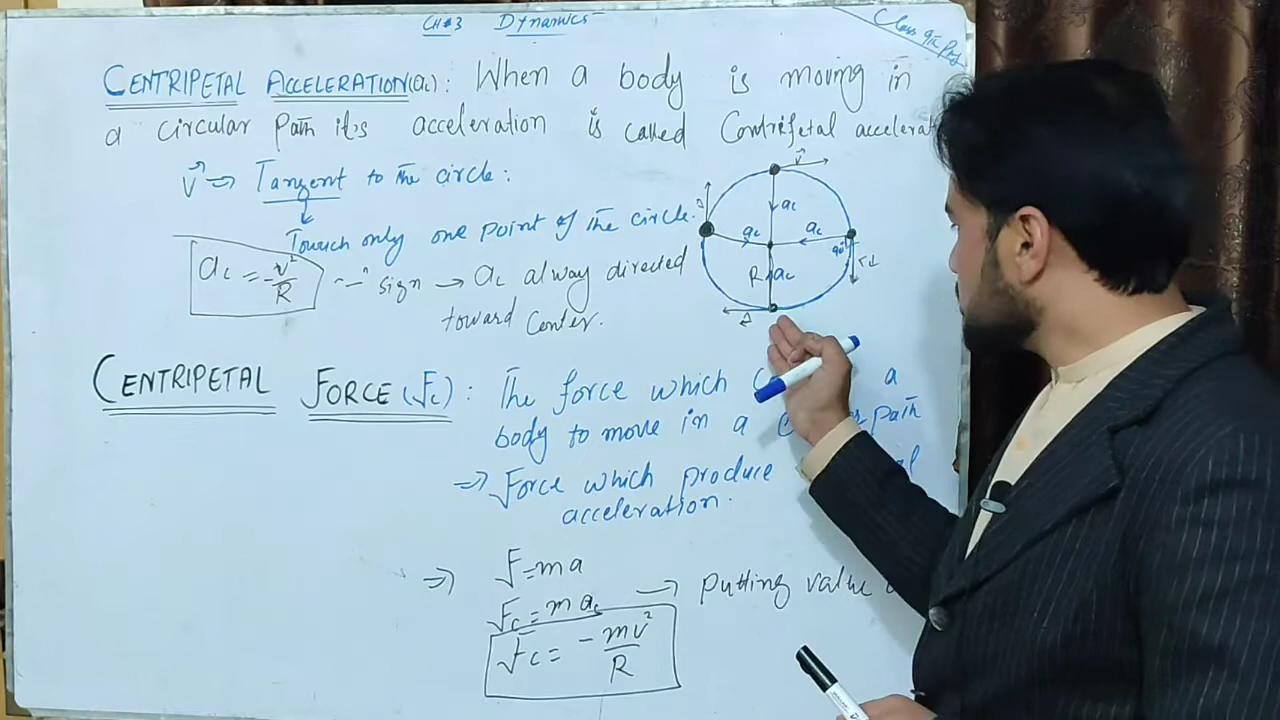 CH#3 Dynamics
Class 9th Phy
CENTRIPETAL ACCELERATION(ac): When a body is moving in
a circular Path it's acceleration is called Centripetal accelerat
v ⇒ Tangent to the circle:
Touch only one point of the circle.
ac = -v²/R "-" sign → ac alway directed
toward Center.
v
ac
ac ac
90°
R ac
v
CENTRIPETAL FORCE (Fc): The force which a
body to move in a path
⇒ Force which produce
acceleration.
⇒ F=ma
Fc = m ac → putting value
Fc = -mv²/R